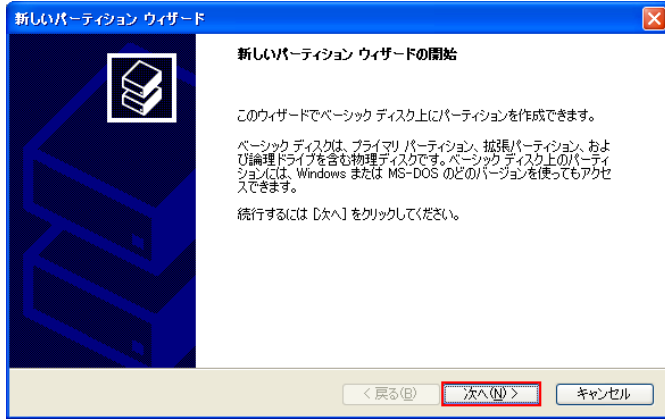 新しいパーティション ウィザード
新しいパーティション ウィザードの開始
このウィザードでベーシック ディスク上にパーティションを作成できます。
ベーシック ディスクは、プライマリ パーティション、拡張パーティション、およ
び論理ドライブを含む物理ディスクです。ベーシック ディスク上のパーティ
ションには、Windows または MS-DOS のどのバージョンを使ってもアクセ
スできます。
続行するには [次へ] をクリックしてください。
< 戻る(B)
次へ(N) >
キャンセル